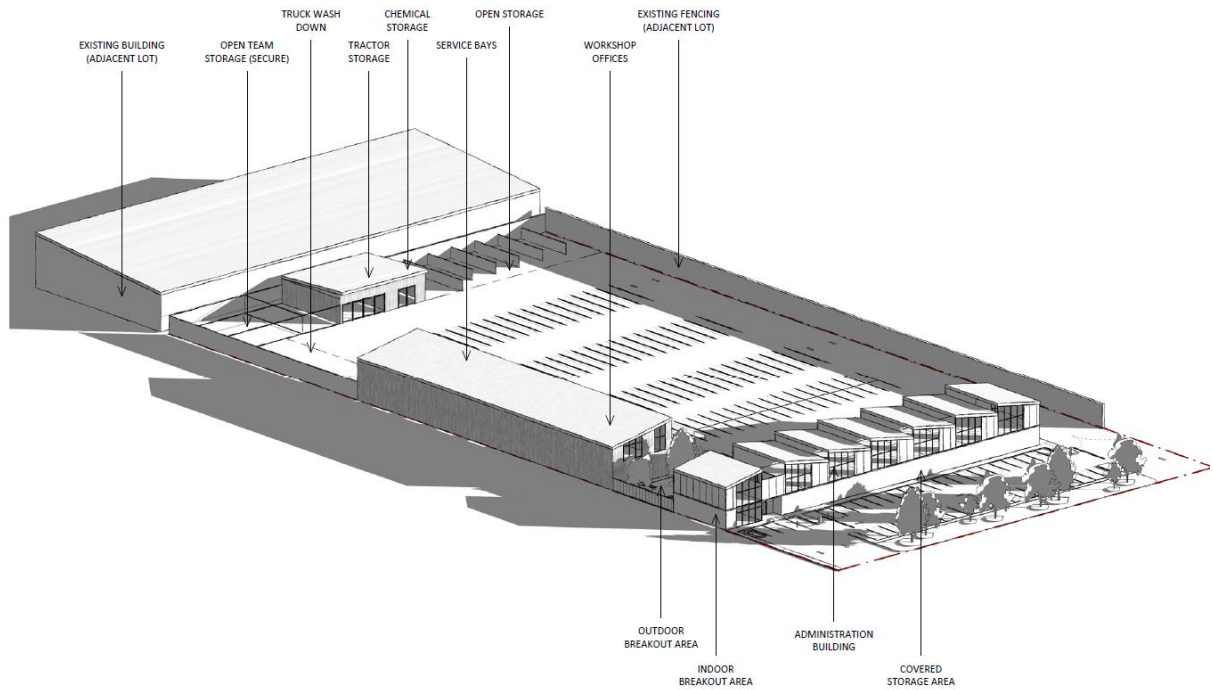 EXISTING BUILDING
(ADJACENT LOT)
OPEN TEAM
STORAGE (SECURE)
TRUCK WASH
DOWN
TRACTOR
STORAGE
CHEMICAL
STORAGE
SERVICE BAYS
OPEN STORAGE
WORKSHOP
OFFICES
EXISTING FENCING
(ADJACENT LOT)
OUTDOOR
BREAKOUT AREA
INDOOR
BREAKOUT AREA
ADMINISTRATION
BUILDING
COVERED
STORAGE AREA